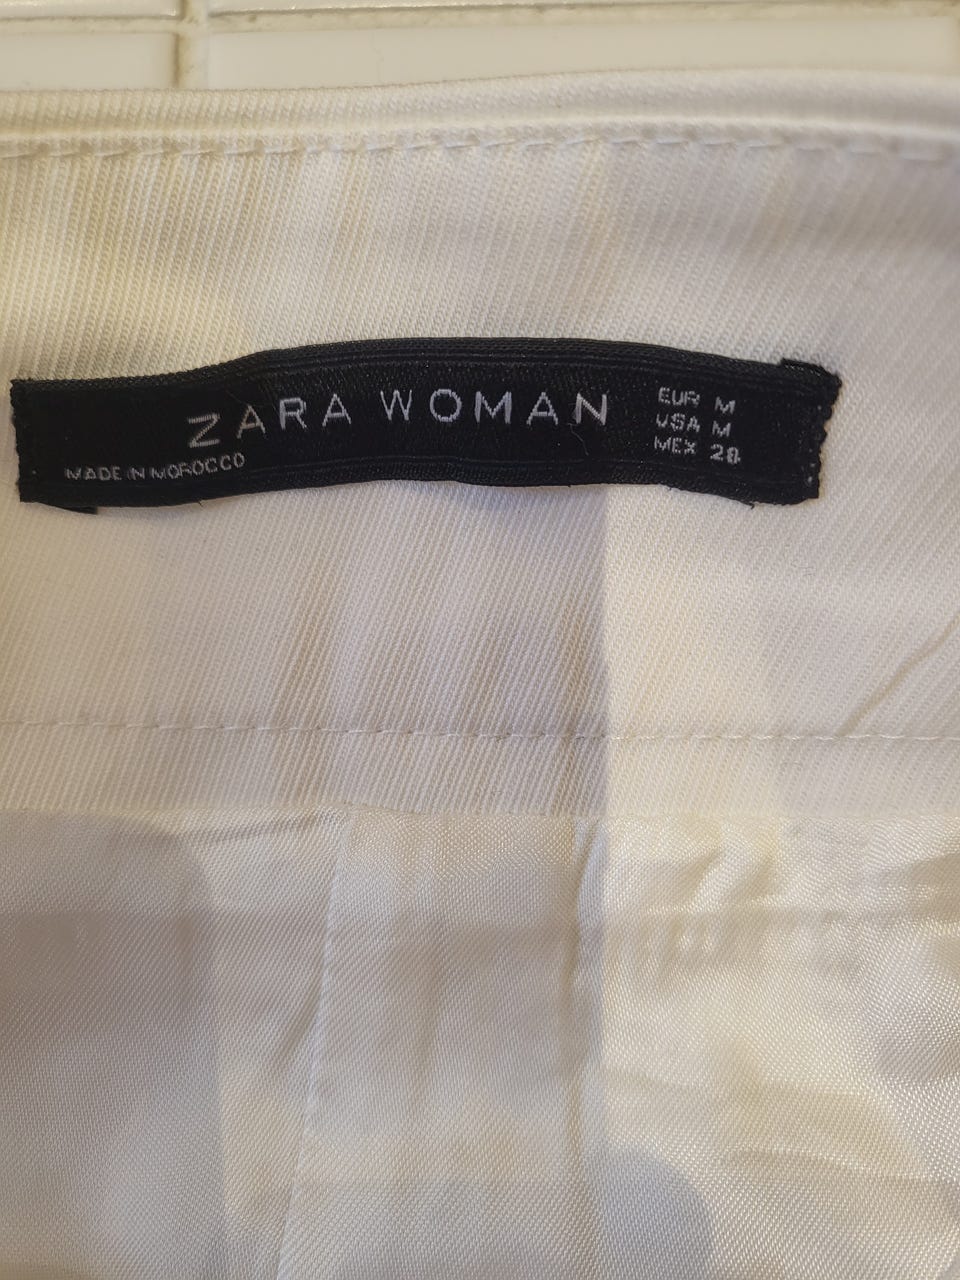 ZARA WOMAN
MADE IN MOROCCO
EUR M
USA M
MEX 28